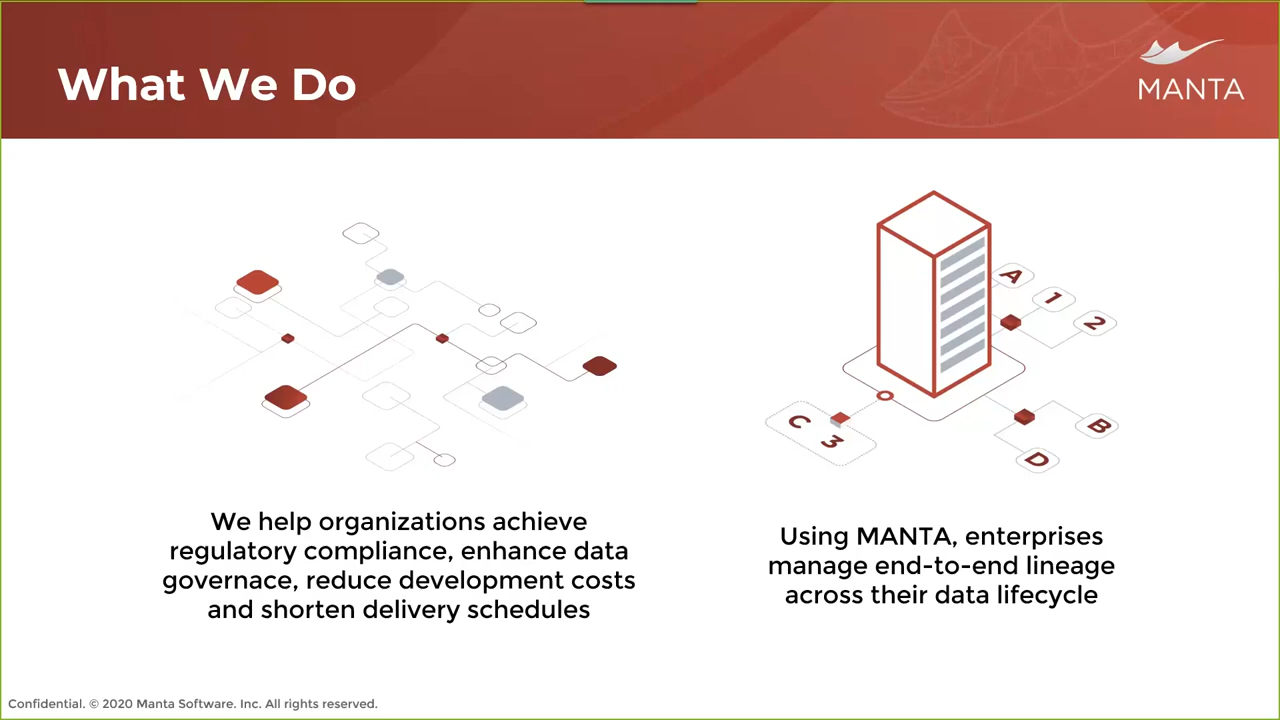 What We Do
MANTA
A
1
2
C
3
B
D
We help organizations achieve
regulatory compliance, enhance data
governace, reduce development costs
and shorten delivery schedules
Using MANTA, enterprises
manage end-to-end lineage
across their data lifecycle
Confidential. © 2020 Manta Software. Inc. All rights reserved.